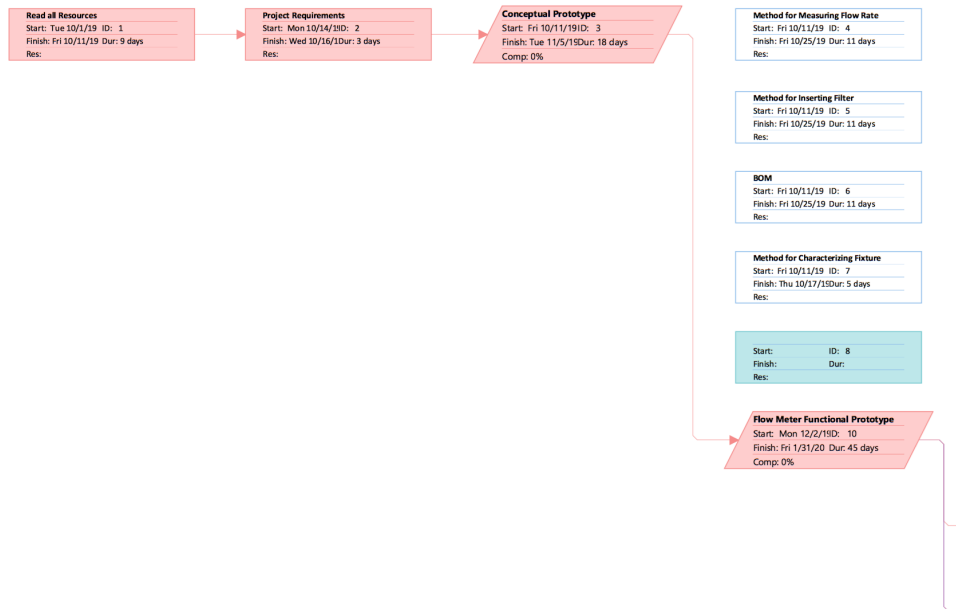 Read all Resources
Start: Tue 10/1/19 ID: 1
Finish: Fri 10/11/19 Dur: 9 days
Res:
Project Requirements
Start: Mon 10/14/19ID: 2
Finish: Wed 10/16/1Dur: 3 days
Res:
Conceptual Prototype
Start: Fri 10/11/19ID: 3
Finish: Tue 11/5/19Dur: 18 days
Comp: 0%
Method for Measuring Flow Rate
Start: Fri 10/11/19 ID: 4
Finish: Fri 10/25/19 Dur: 11 days
Res:
Method for Inserting Filter
Start: Fri 10/11/19 ID: 5
Finish: Fri 10/25/19 Dur: 11 days
Res:
BOM
Start: Fri 10/11/19 ID: 6
Finish: Fri 10/25/19 Dur: 11 days
Res:
Method for Characterizing Fixture
Start: Fri 10/11/19 ID: 7
Finish: Thu 10/17/19Dur: 5 days
Res:
Start: ID: 8
Finish: Dur:
Res:
Flow Meter Functional Prototype
Start: Mon 12/2/19ID: 10
Finish: Fri 1/31/20 Dur: 45 days
Comp: 0%